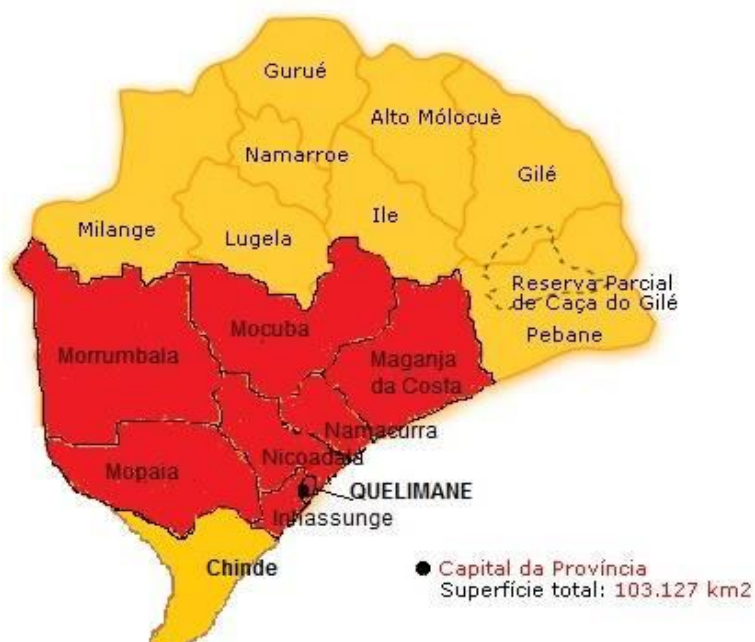 Gurué
Alto Mólocuè
Namarroe
Gilé
Milange
Lugela
Ile
Reserva Parcial
de Caça do Gilé
Pebane
Mocuba
Morrumbala
Maganja
da Costa
Namacurra
Nicoadala
Mopaia
QUELIMANE
Inhassunge
Chinde
Capital da Província
Superfície total: 103.127 km2